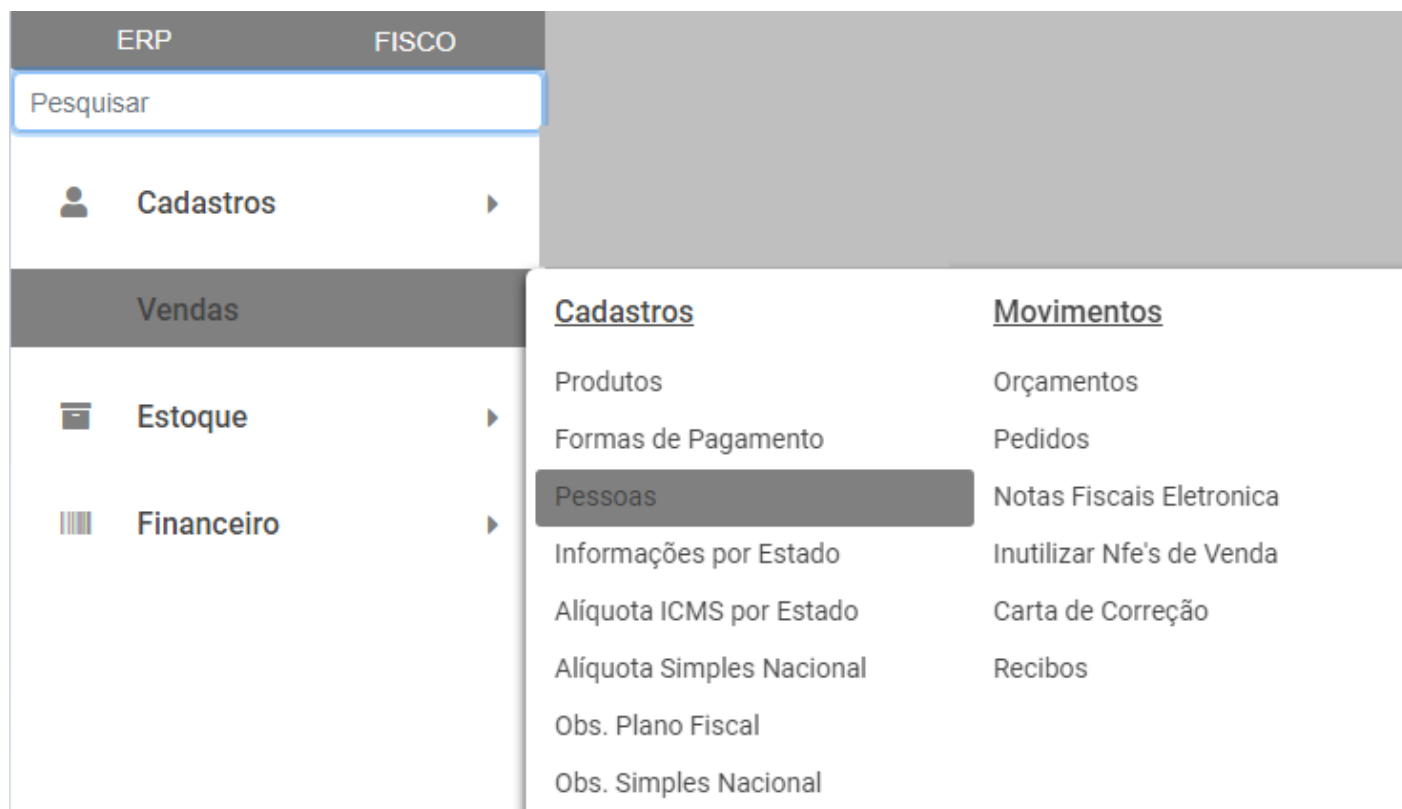 ERP FISCO
Pesquisar
Cadastros
Vendas
Estoque
Financeiro
Cadastros
Produtos
Formas de Pagamento
Pessoas
Informações por Estado
Alíquota ICMS por Estado
Alíquota Simples Nacional
Obs. Plano Fiscal
Obs. Simples Nacional
Movimentos
Orçamentos
Pedidos
Notas Fiscais Eletronica
Inutilizar Nfe's de Venda
Carta de Correção
Recibos